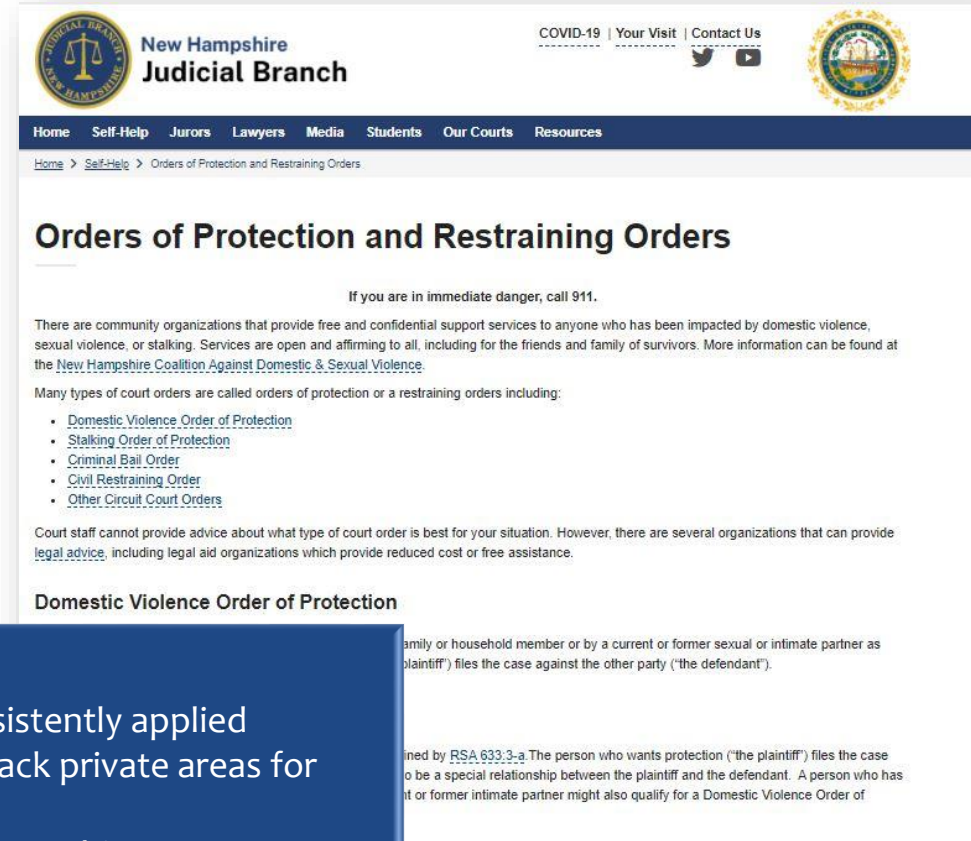 New Hampshire
Judicial Branch
COVID-19 | Your Visit | Contact Us
Home Self-Help Jurors Lawyers Media Students Our Courts Resources
Home > Self-Help > Orders of Protection and Restraining Orders
Orders of Protection and Restraining Orders
If you are in immediate danger, call 911.
There are community organizations that provide free and confidential support services to anyone who has been impacted by domestic violence,
sexual violence, or stalking. Services are open and affirming to all, including for the friends and family of survivors. More information can be found at
the New Hampshire Coalition Against Domestic & Sexual Violence.
Many types of court orders are called orders of protection or a restraining orders including:
• Domestic Violence Order of Protection
• Stalking Order of Protection
• Criminal Bail Order
• Civil Restraining Order
• Other Circuit Court Orders
Court staff cannot provide advice about what type of court order is best for your situation. However, there are several organizations that can provide
legal advice, including legal aid organizations which provide reduced cost or free assistance.
Domestic Violence Order of Protection
family or household member or by a current or former sexual or intimate partner as
plaintiff") files the case against the other party ("the defendant").
ined by RSA 633:3-a.The person who wants protection ("the plaintiff") files the case
o be a special relationship between the plaintiff and the defendant. A person who has
or former intimate partner might also qualify for a Domestic Violence Order of
sistently applied
ack private areas for